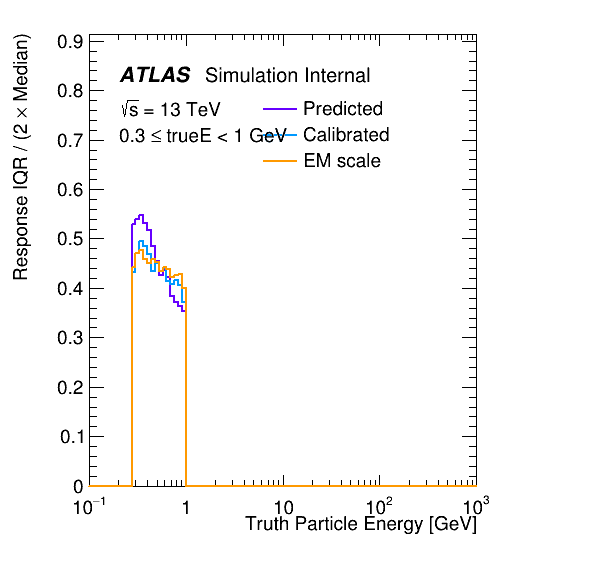 Response IQR / (2 × Median)
ATLAS Simulation Internal
√s = 13 TeV
0.3 ≤ trueE < 1 GeV
Predicted
Calibrated
EM scale
0.9
0.8
0.7
0.6
0.5
0.4
0.3
0.2
0.1
0
10⁻¹ 1 10 10² 10³
Truth Particle Energy [GeV]